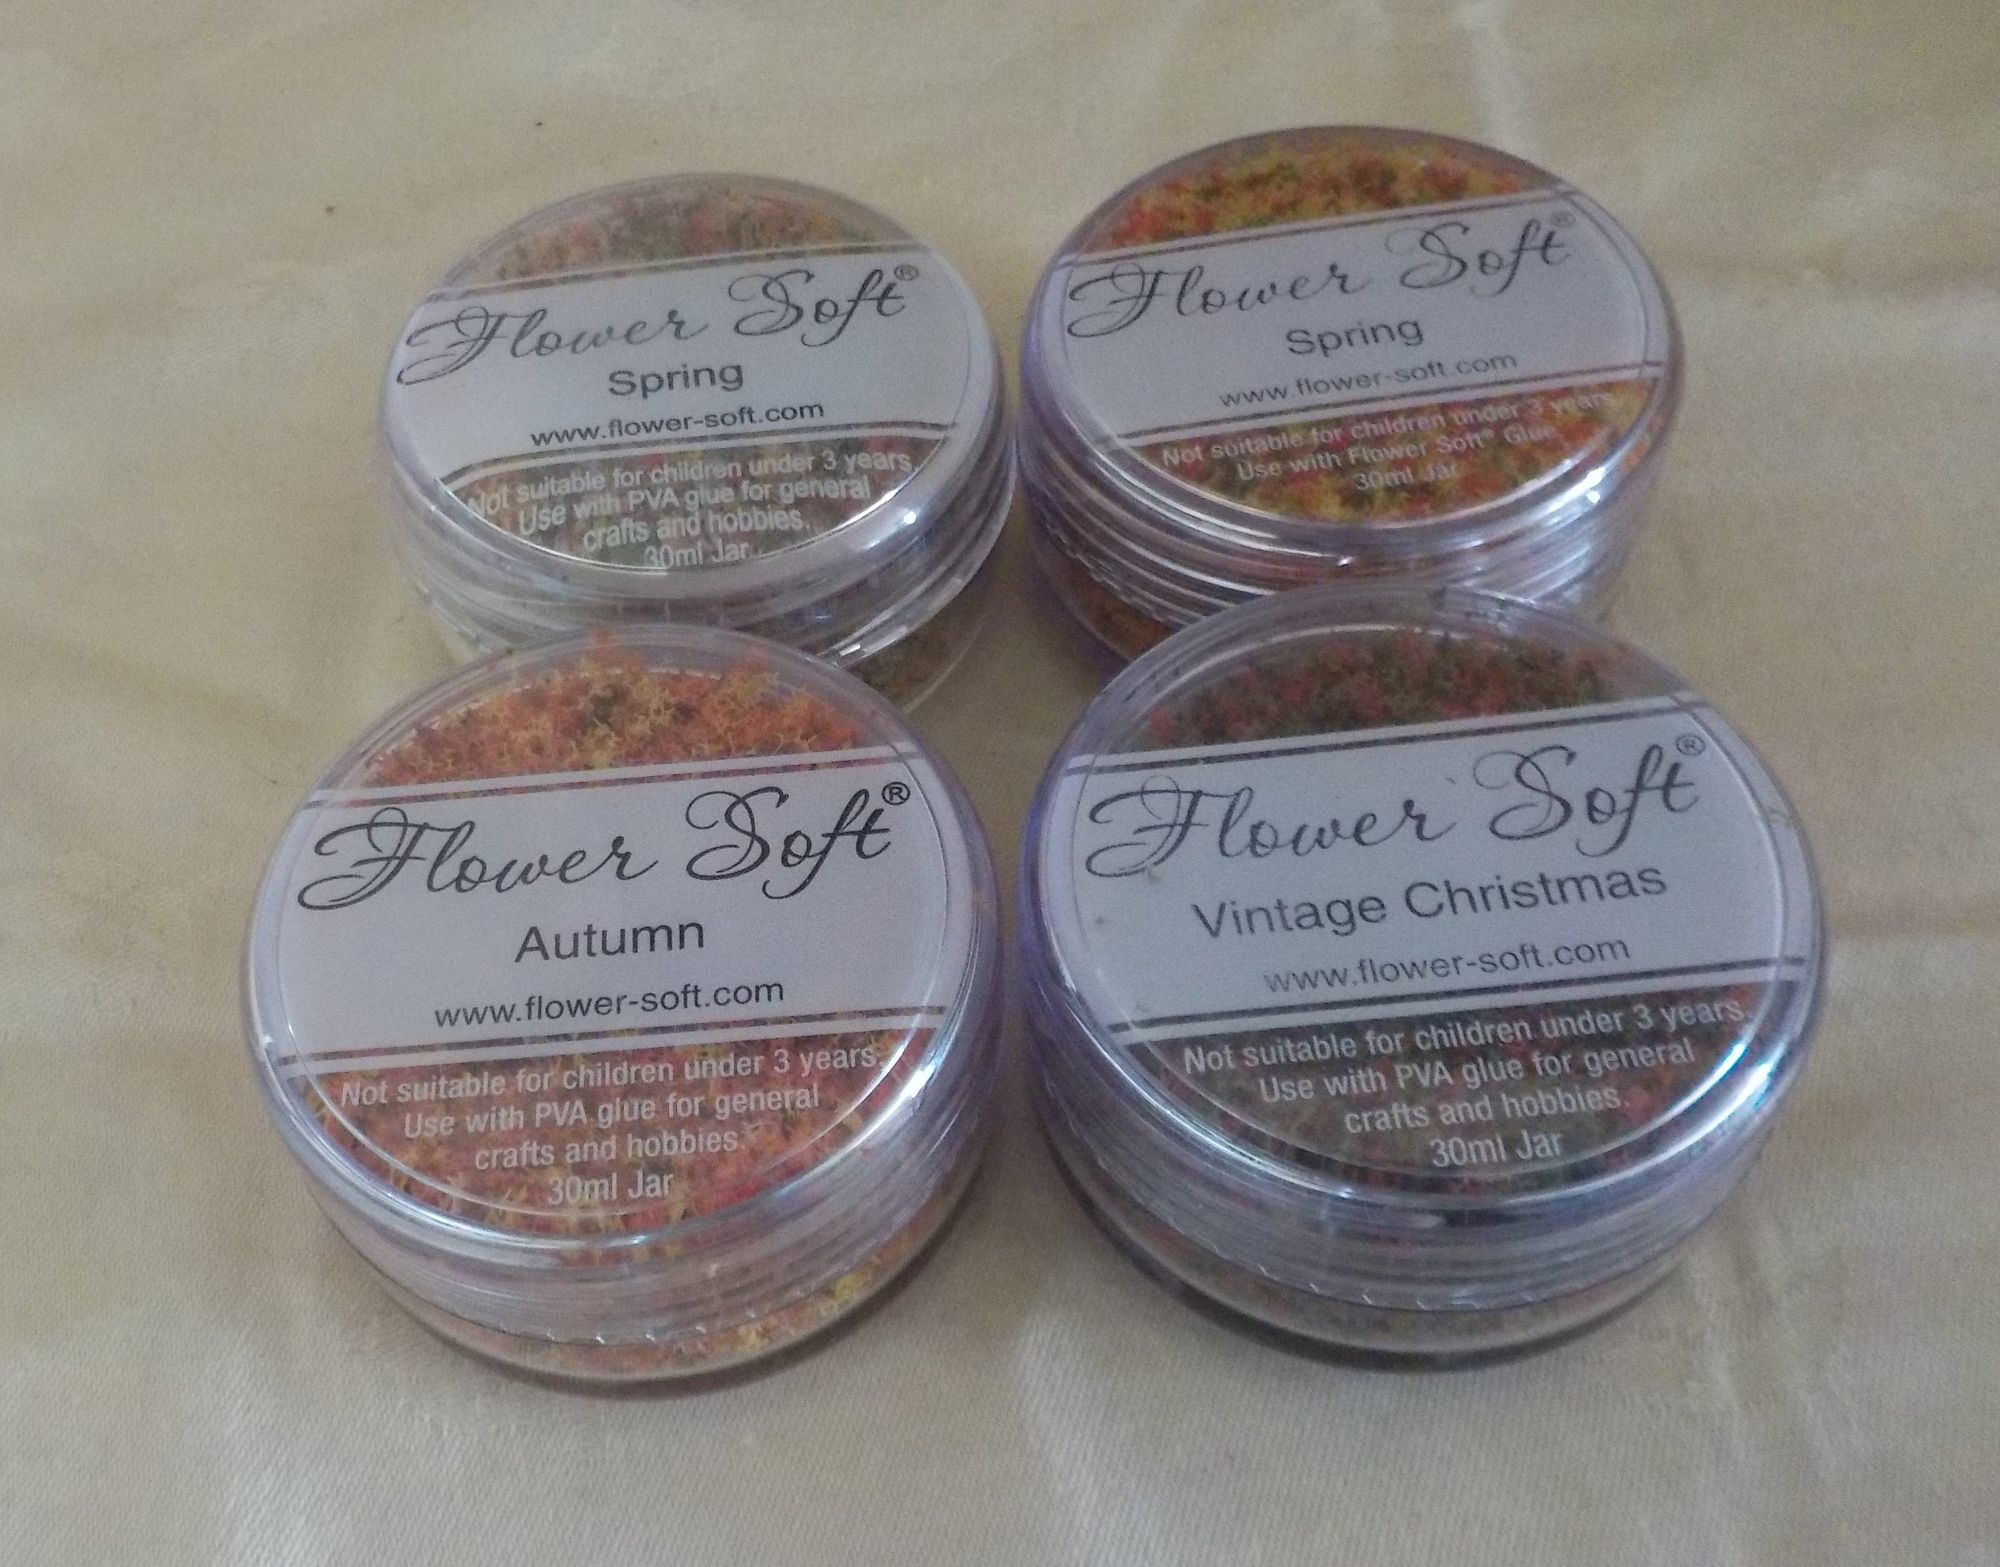 Flower Soft®
Spring
www.flower-soft.com
Not suitable for children under 3 years.
Use with PVA glue for general
crafts and hobbies.
30ml Jar
Flower Soft®
Spring
www.flower-soft.com
Not suitable for children under 3 years.
Use with Flower Soft® Glue
30ml Jar
Flower Soft®
Autumn
www.flower-soft.com
Not suitable for children under 3 years.
Use with PVA glue for general
crafts and hobbies.
30ml Jar
Flower Soft®
Vintage Christmas
www.flower-soft.com
Not suitable for children under 3 years.
Use with PVA glue for general
crafts and hobbies.
30ml Jar